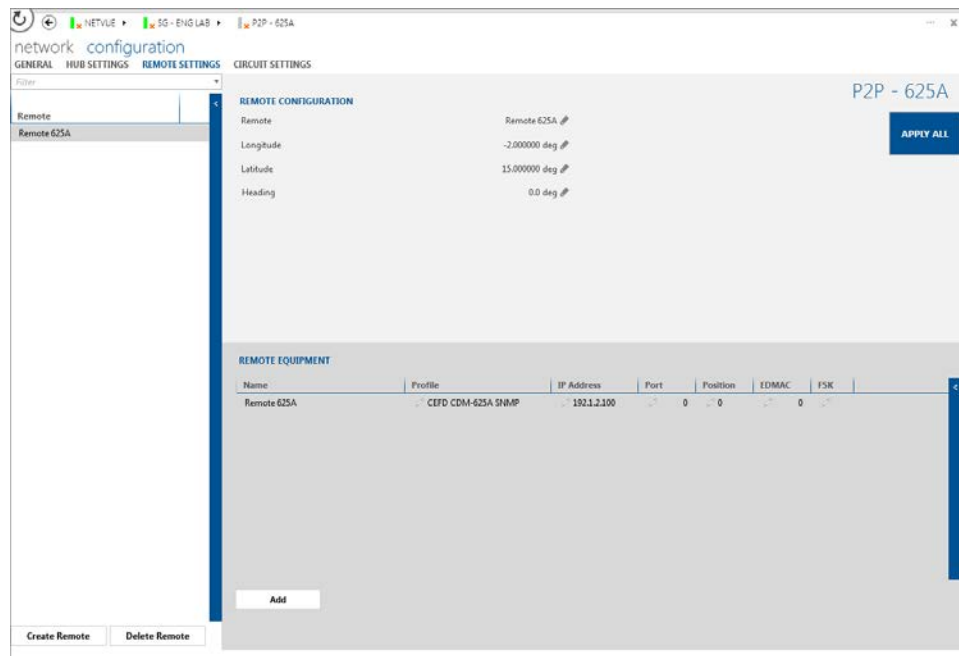 NETVUE SG - ENG LAB P2P - 625A
network configuration
GENERAL HUB SETTINGS REMOTE SETTINGS CIRCUIT SETTINGS
Filter
Remote
Remote 625A
P2P - 625A
APPLY ALL
REMOTE CONFIGURATION
Remote Remote 625A
Longitude -2.000000 deg
Latitude 15.000000 deg
Heading 0.0 deg
REMOTE EQUIPMENT
Name Profile IP Address Port Position EDMAC FSK
Remote 625A CEFD CDM-625A SNMP 192.1.2.100 0 0 0
Add
Create Remote Delete Remote